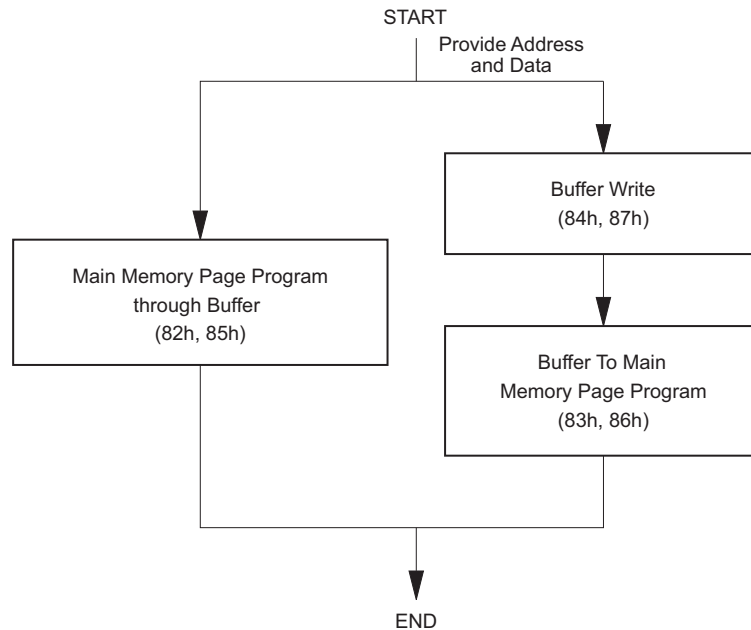 START
Provide Address
and Data
Buffer Write
(84h, 87h)
Main Memory Page Program
through Buffer
(82h, 85h)
Buffer To Main
Memory Page Program
(83h, 86h)
END